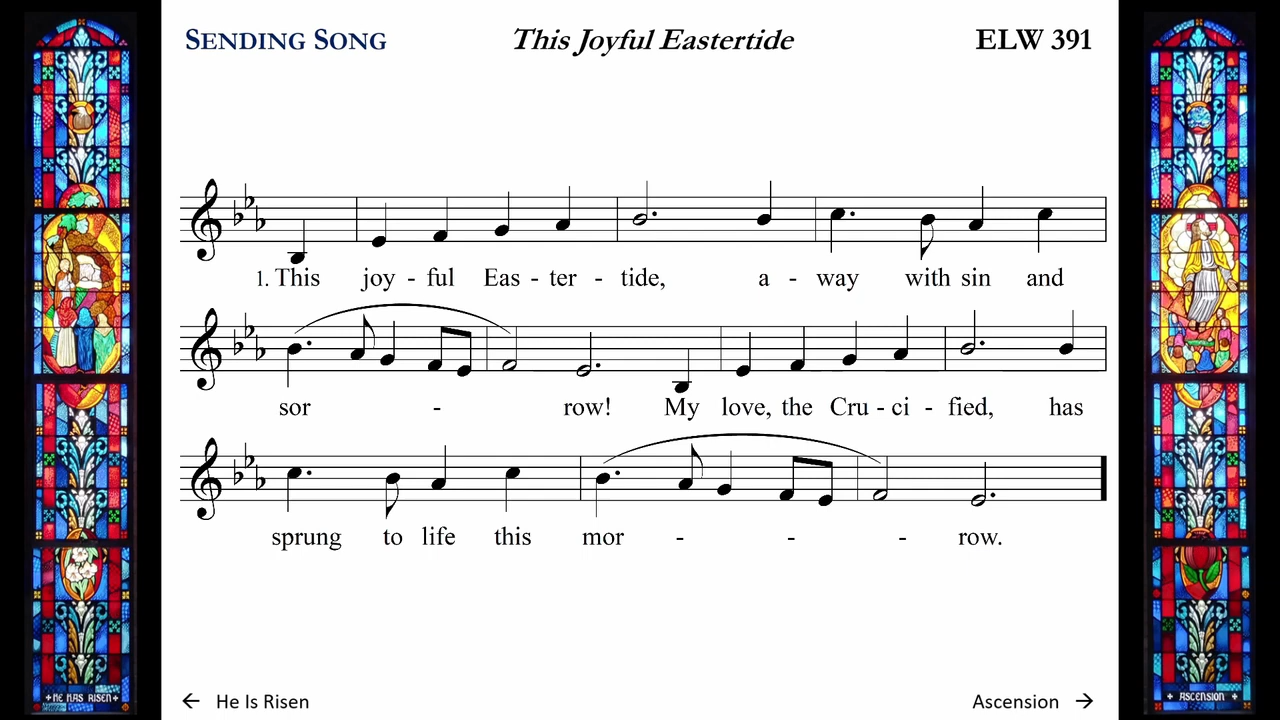 SENDING SONG This Joyful Eastertide ELW 391
1. This joy - ful Eas - ter - tide, a - way with sin and
sor - row! My love, the Cru - ci - fied, has
sprung to life this mor - - - row.
← He Is Risen Ascension →
+HE HAS RISEN+
+ ASCENSION +